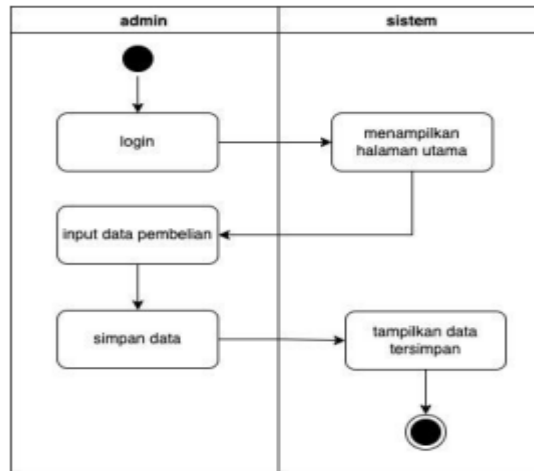 admin
sistem
login
menampilkan
halaman utama
input data pembelian
simpan data
tampilkan data
tersimpan